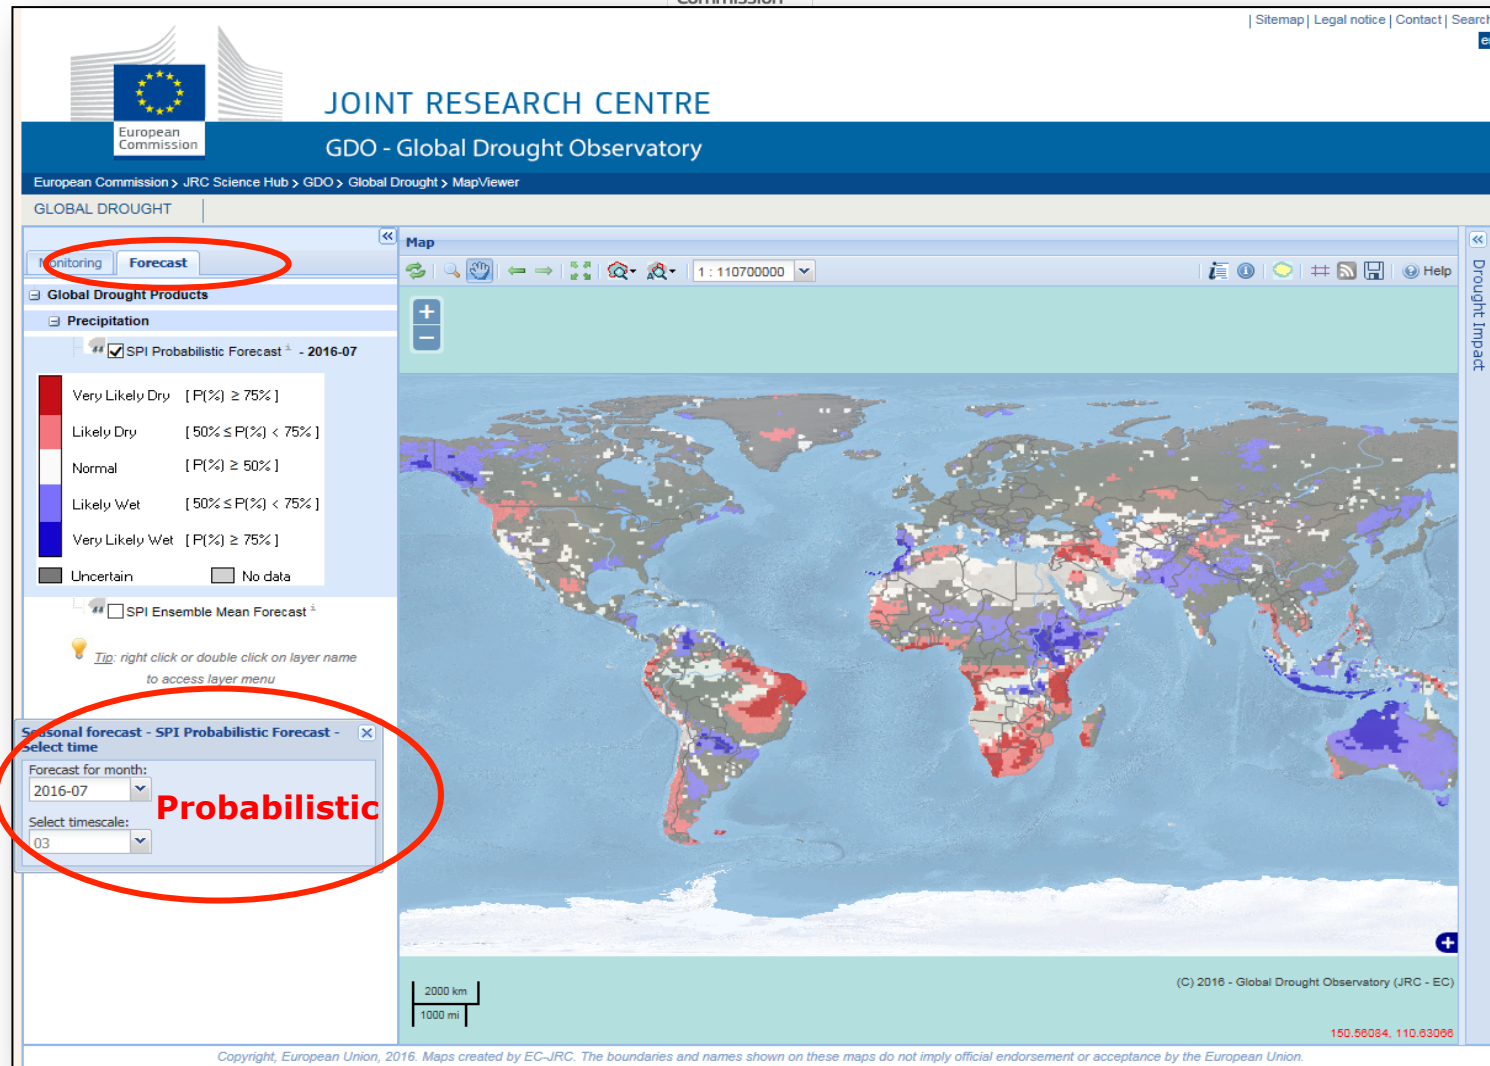 Commission
| Sitemap | Legal notice | Contact | Search
en
European
Commission
JOINT RESEARCH CENTRE
GDO - Global Drought Observatory
European Commission > JRC Science Hub > GDO > Global Drought > MapViewer
GLOBAL DROUGHT
Monitoring
Forecast
Map
1 : 110700000
Help
Drought Impact
Global Drought Products
Precipitation
SPI Probabilistic Forecast i - 2016-07
Very Likely Dry [ P(%) ≥ 75% ]
Likely Dry [ 50% ≤ P(%) < 75% ]
Normal [ P(%) ≥ 50% ]
Likely Wet [ 50% ≤ P(%) < 75% ]
Very Likely Wet [ P(%) ≥ 75% ]
Uncertain No data
SPI Ensemble Mean Forecast i
Tip: right click or double click on layer name
to access layer menu
Seasonal forecast - SPI Probabilistic Forecast -
Select time
Forecast for month:
2016-07
Probabilistic
Select timescale:
03
2000 km
1000 mi
(C) 2016 - Global Drought Observatory (JRC - EC)
150.56084, 110.63066
Copyright, European Union, 2016. Maps created by EC-JRC. The boundaries and names shown on these maps do not imply official endorsement or acceptance by the European Union.